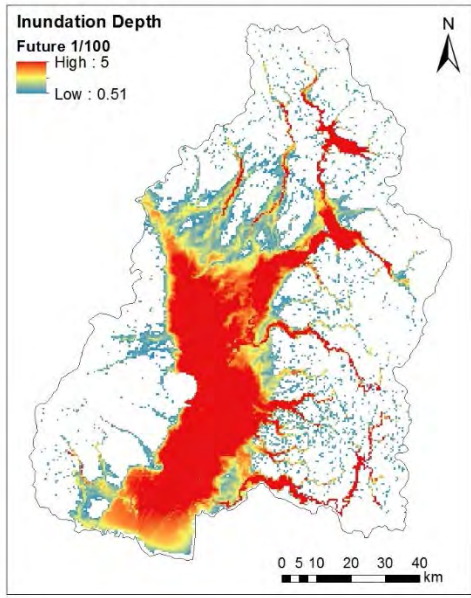 Inundation Depth
Future 1/100
High : 5
Low : 0.51
N
0 5 10 20 30 40
km